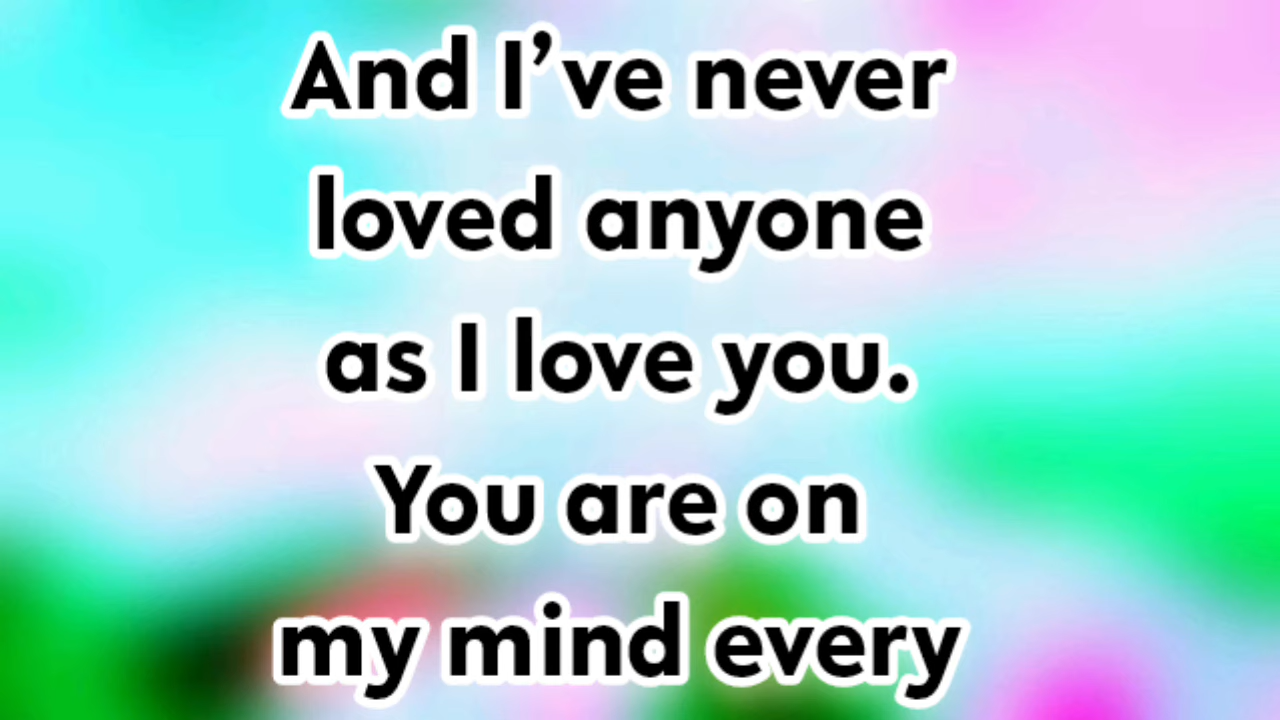 And I’ve never
loved anyone
as I love you.
You are on
my mind every